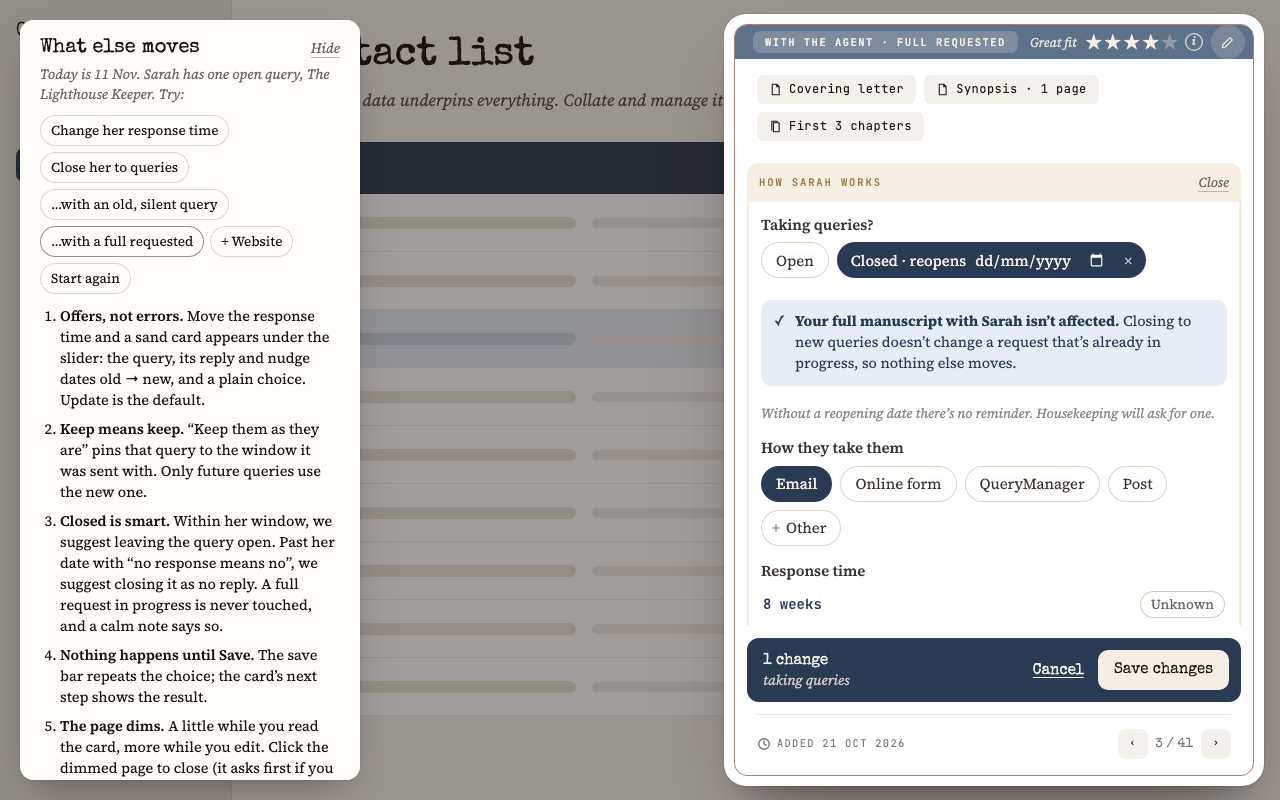 What else moves
Hide
Today is 11 Nov. Sarah has one open query, The
Lighthouse Keeper. Try:
Change her response time
Close her to queries
…with an old, silent query
…with a full requested
+ Website
Start again
1. Offers, not errors. Move the response
time and a sand card appears under the
slider: the query, its reply and nudge
dates old → new, and a plain choice.
Update is the default.
2. Keep means keep. “Keep them as they
are” pins that query to the window it
was sent with. Only future queries use
the new one.
3. Closed is smart. Within her window, we
suggest leaving the query open. Past her
date with “no response means no”, we
suggest closing it as no reply. A full
request in progress is never touched,
and a calm note says so.
4. Nothing happens until Save. The save
bar repeats the choice; the card’s next
step shows the result.
5. The page dims. A little while you read
the card, more while you edit. Click the
dimmed page to close (it asks first if you
tact list
data underpins everything. Collate and manage it
WITH THE AGENT · FULL REQUESTED
Great fit ★★★★★
Covering letter
Synopsis · 1 page
First 3 chapters
HOW SARAH WORKS
Close
Taking queries?
Open
Closed · reopens dd/mm/yyyy ×
✓ Your full manuscript with Sarah isn’t affected. Closing to
new queries doesn’t change a request that’s already in
progress, so nothing else moves.
Without a reopening date there’s no reminder. Housekeeping will ask for one.
How they take them
Email
Online form
QueryManager
Post
+ Other
Response time
8 weeks
Unknown
1 change
taking queries
Cancel
Save changes
ADDED 21 OCT 2026
‹ 3 / 41 ›